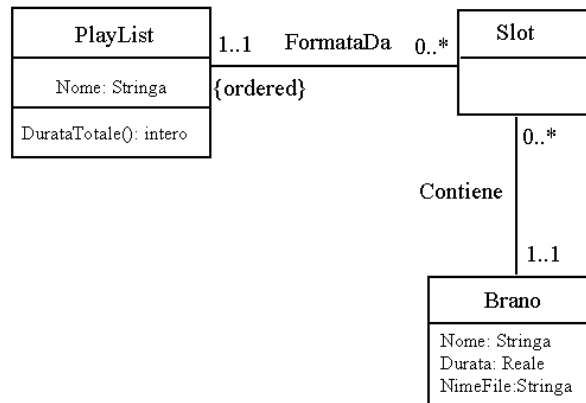 PlayList
Nome: Stringa
DurataTotale(): intero
1..1
FormataDa
0..*
{ordered}
Slot
0..*
Contiene
1..1
Brano
Nome: Stringa
Durata: Reale
NimeFile:Stringa